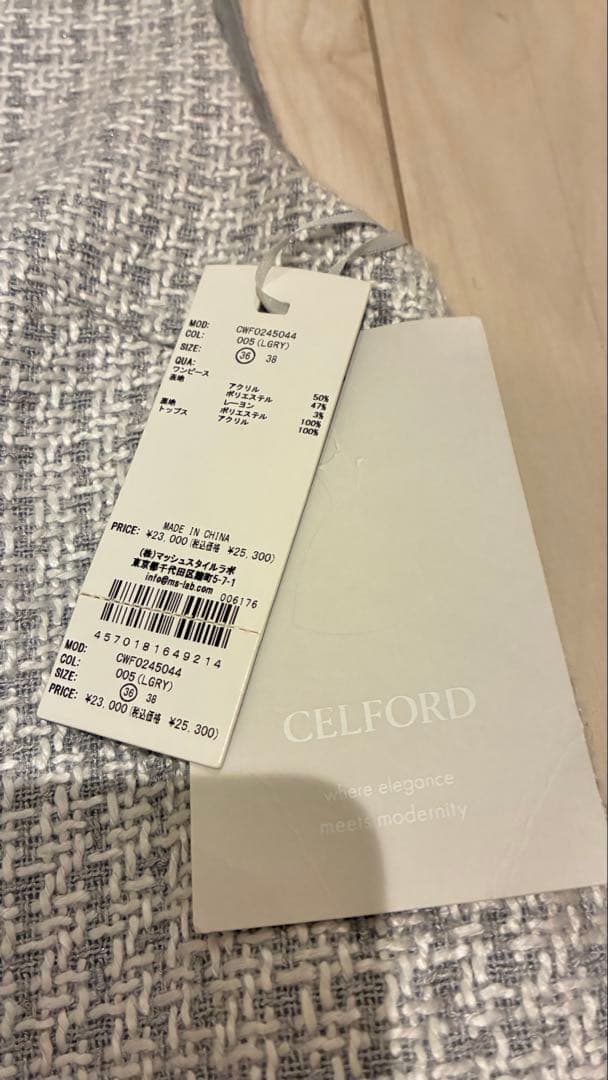 MOD: CWF0245044
COL: 005(LGRY)
SIZE: 36 38
QUA:
ワンピース
表地 アクリル 50%
ポリエステル 47%
レーヨン 3%
裏地 ポリエステル 100%
トップス アクリル 100%
MADE IN CHINA
PRICE: ¥23,000(税込価格 ¥25,300)
(株)マッシュスタイルラボ
東京都千代田区麹町5-7-1
info@ms-lab.com
006176
4570181649214
MOD: CWF0245044
COL: 005(LGRY)
SIZE: 36 38
PRICE: ¥23,000(税込価格 ¥25,300)
CELFORD
where elegance
meets modernity